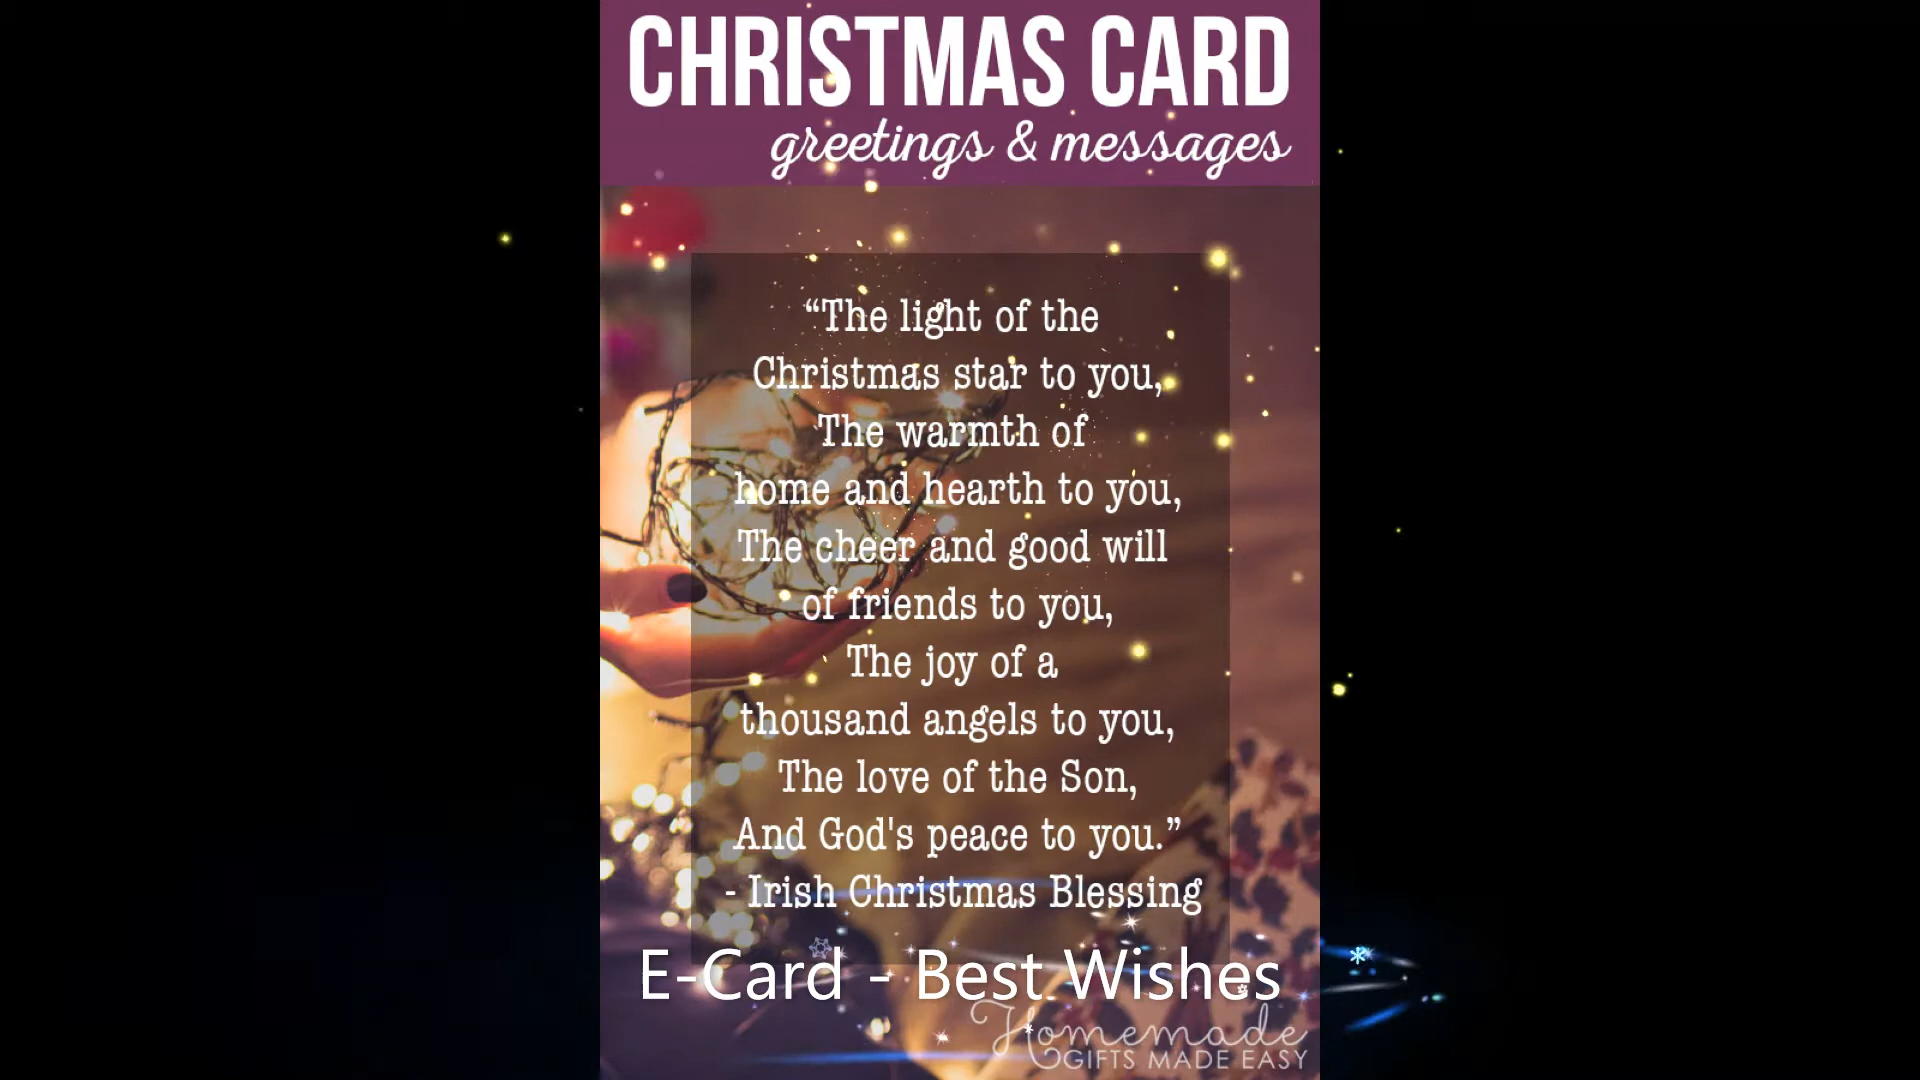 CHRISTMAS CARD
greetings & messages
“The light of the
Christmas star to you,
The warmth of
home and hearth to you,
The cheer and good will
of friends to you,
The joy of a
thousand angels to you,
The love of the Son,
And God's peace to you.”
- Irish Christmas Blessing
E-Card - Best Wishes
Homemade
GIFTS MADE EASY